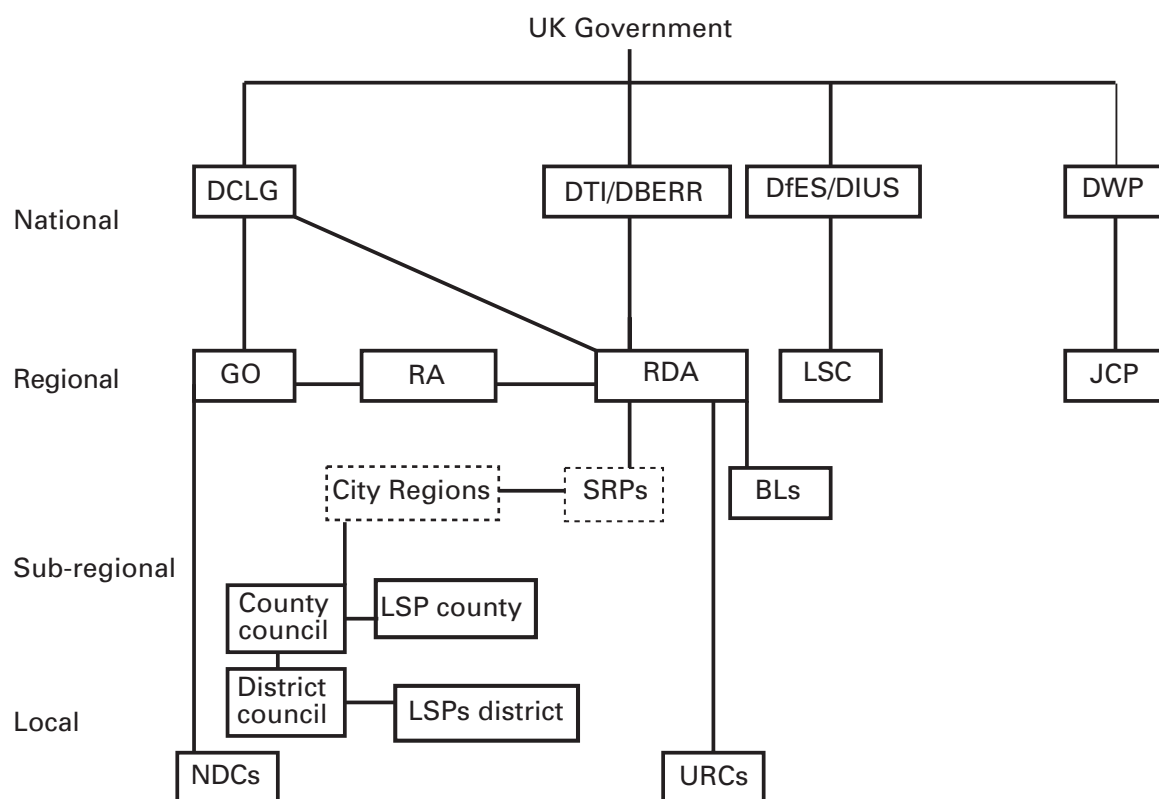 UK Government
DCLG
DTI/DBERR
DfES/DIUS
DWP
National
GO
RA
RDA
LSC
JCP
Regional
City Regions
SRPs
BLs
Sub-regional
County
council
LSP county
District
council
LSPs district
Local
NDCs
URCs